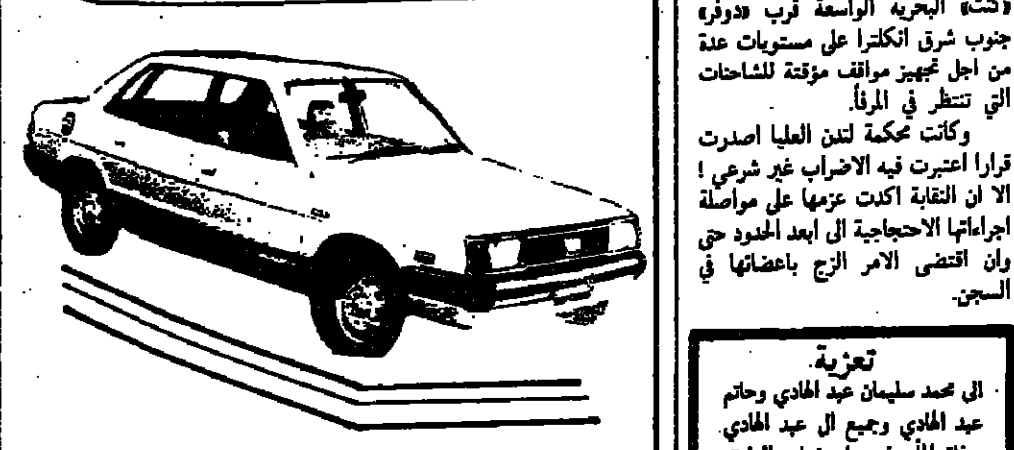 «كنت» البحرية الواسعة قرب «دوفر»
جنوب شرق انكلترا على مستويات عدة
من اجل تجهيز مواقف مؤقتة للشاحنات
التي تنتظر في المرفأ.
وكانت محكمة لندن العليا اصدرت
قرارا اعتبرت فيه الاضراب غير شرعي !
الا ان النقابة اكدت عزمها على مواصلة
اجراءاتها الاحتجاجية الى ابعد الحدود حتى
وان اقتضى الامر الزج باعضائها في
السجن.
تعزية
الى محمد سليمان عبد الهادي وحاتم
عبد الهادي وجميع ال عبد الهادي